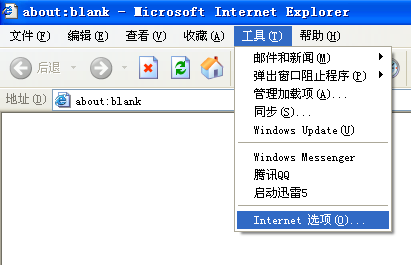 about:blank - Microsoft Internet Explorer
文件(F) 编辑(E) 查看(V) 收藏(A) 工具(T) 帮助(H)
后退
地址(D) about:blank
邮件和新闻(M)
弹出窗口阻止程序(P)
管理加载项(A)...
同步(S)...
Windows Update(U)
Windows Messenger
腾讯QQ
启动迅雷5
Internet 选项(O)...